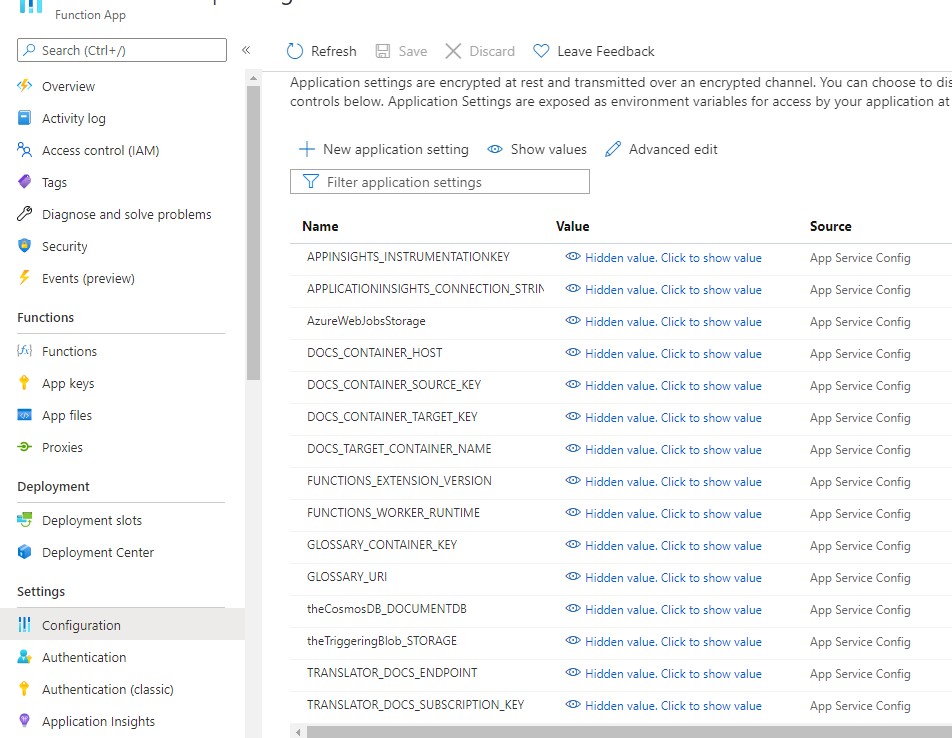 Function App
Search (Ctrl+/)
«
Overview
Activity log
Access control (IAM)
Tags
Diagnose and solve problems
Security
Events (preview)
Functions
Functions
App keys
App files
Proxies
Deployment
Deployment slots
Deployment Center
Settings
Configuration
Authentication
Authentication (classic)
Application Insights
Refresh Save Discard Leave Feedback
Application settings are encrypted at rest and transmitted over an encrypted channel. You can choose to dis
controls below. Application Settings are exposed as environment variables for access by your application at
New application setting Show values Advanced edit
Filter application settings
Name Value Source
APPINSIGHTS_INSTRUMENTATIONKEY Hidden value. Click to show value App Service Config
APPLICATIONINSIGHTS_CONNECTION_STRIN Hidden value. Click to show value App Service Config
AzureWebJobsStorage Hidden value. Click to show value App Service Config
DOCS_CONTAINER_HOST Hidden value. Click to show value App Service Config
DOCS_CONTAINER_SOURCE_KEY Hidden value. Click to show value App Service Config
DOCS_CONTAINER_TARGET_KEY Hidden value. Click to show value App Service Config
DOCS_TARGET_CONTAINER_NAME Hidden value. Click to show value App Service Config
FUNCTIONS_EXTENSION_VERSION Hidden value. Click to show value App Service Config
FUNCTIONS_WORKER_RUNTIME Hidden value. Click to show value App Service Config
GLOSSARY_CONTAINER_KEY Hidden value. Click to show value App Service Config
GLOSSARY_URI Hidden value. Click to show value App Service Config
theCosmosDB_DOCUMENTDB Hidden value. Click to show value App Service Config
theTriggeringBlob_STORAGE Hidden value. Click to show value App Service Config
TRANSLATOR_DOCS_ENDPOINT Hidden value. Click to show value App Service Config
TRANSLATOR_DOCS_SUBSCRIPTION_KEY Hidden value. Click to show value App Service Config